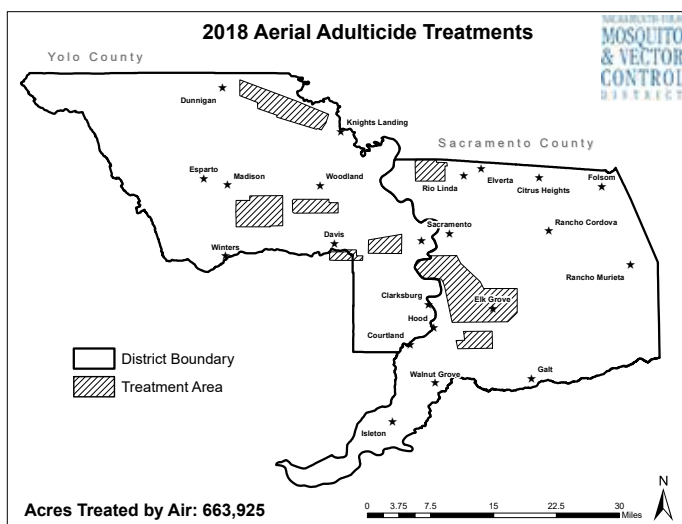 2018 Aerial Adulticide Treatments
SACRAMENTO-YOLO
MOSQUITO
& VECTOR
CONTROL
DISTRICT
Yolo County
Dunnigan
Knights Landing
Sacramento County
Esparto
Madison
Woodland
Rio Linda
Elverta
Citrus Heights
Folsom
Winters
Davis
Sacramento
Rancho Cordova
Rancho Murieta
Clarksburg
Elk Grove
Hood
Courtland
Walnut Grove
Galt
Isleton
District Boundary
Treatment Area
N
Acres Treated by Air: 663,925
0 3.75 7.5 15 22.5 30
Miles